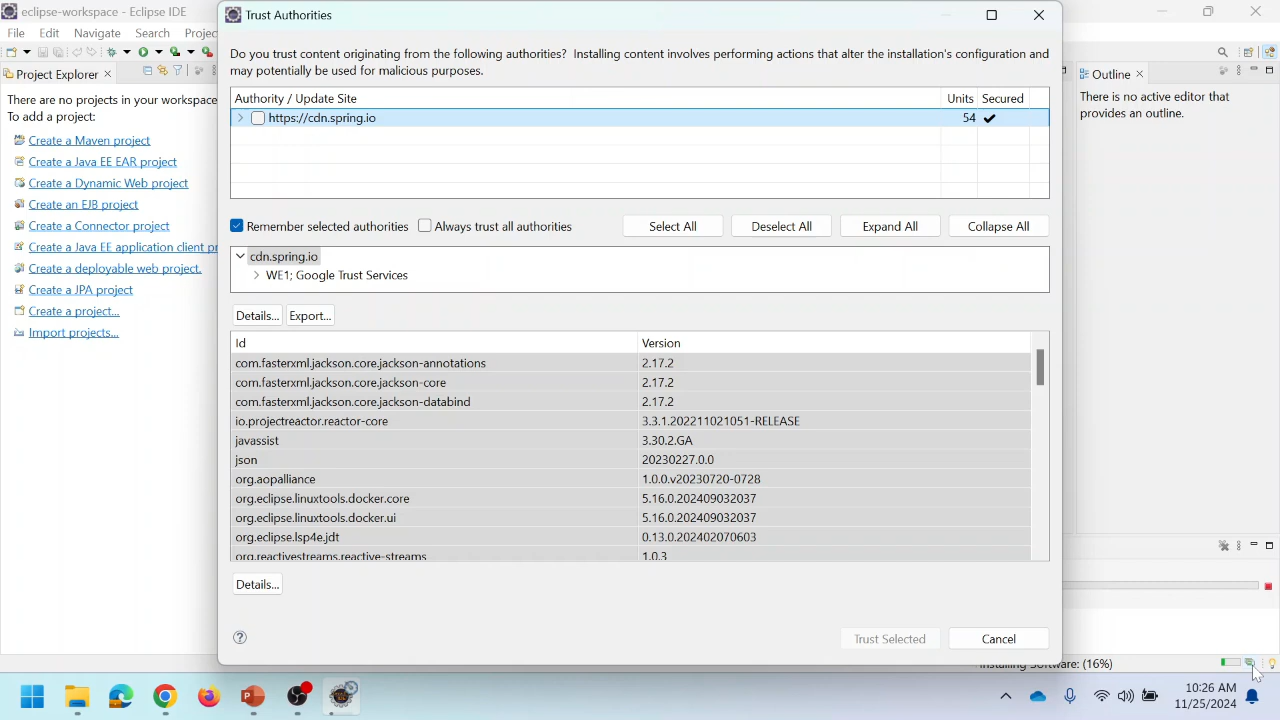 eclipse-workspace - Eclipse IDE
Trust Authorities
File Edit Navigate Search Projec
Do you trust content originating from the following authorities? Installing content involves performing actions that alter the installation's configuration and
may potentially be used for malicious purposes.
Project Explorer
Outline
There are no projects in your workspace
To add a project:
Create a Maven project
Create a Java EE EAR project
Create a Dynamic Web project
Create an EJB project
Create a Connector project
Create a Java EE application client pr
Create a deployable web project.
Create a JPA project
Create a project...
Import projects...
There is no active editor that
provides an outline.
Authority / Update Site Units Secured
https://cdn.spring.io 54
Remember selected authorities Always trust all authorities Select All Deselect All Expand All Collapse All
cdn.spring.io
WE1; Google Trust Services
Details... Export...
Id Version
com.fasterxml.jackson.core.jackson-annotations 2.17.2
com.fasterxml.jackson.core.jackson-core 2.17.2
com.fasterxml.jackson.core.jackson-databind 2.17.2
io.projectreactor.reactor-core 3.3.1.202211021051-RELEASE
javassist 3.30.2.GA
json 20230227.0.0
org.aopalliance 1.0.0.v20230720-0728
org.eclipse.linuxtools.docker.core 5.16.0.202409032037
org.eclipse.linuxtools.docker.ui 5.16.0.202409032037
org.eclipse.lsp4e.jdt 0.13.0.202402070603
org.reactivestreams.reactive-streams 1.0.3
Details...
Trust Selected Cancel
Installing Software: (16%)
10:26 AM
11/25/2024